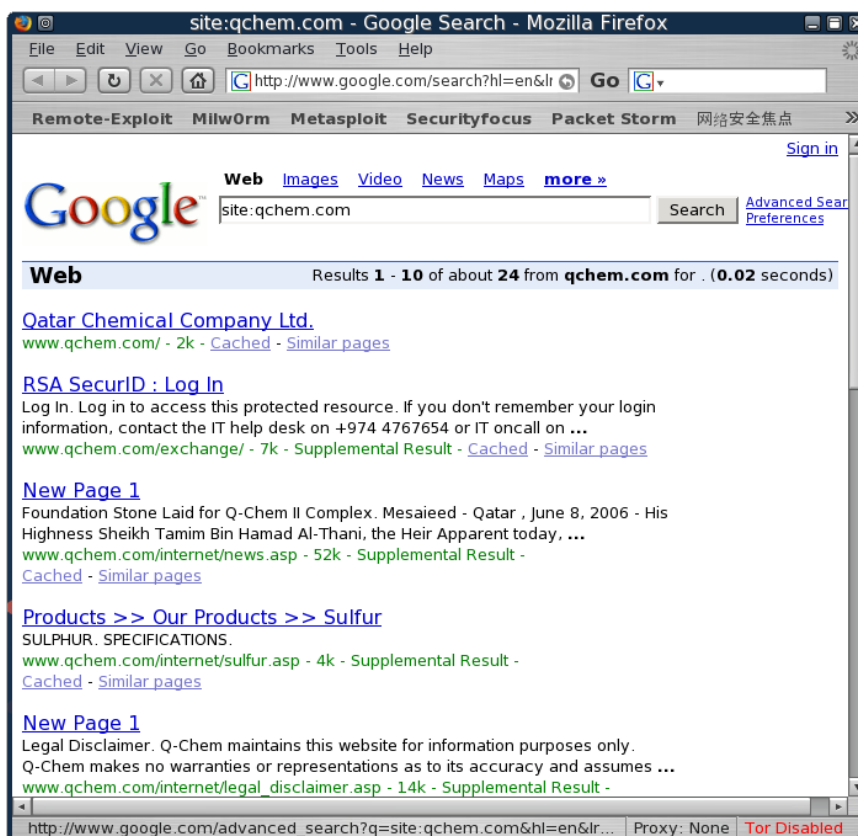 site:qchem.com - Google Search - Mozilla Firefox
File Edit View Go Bookmarks Tools Help
http://www.google.com/search?hl=en&lr Go
Remote-Exploit Milw0rm Metasploit Securityfocus Packet Storm 网络安全焦点 »
Sign in
Web Images Video News Maps more »
Google™
site:qchem.com Search Advanced Sear
Preferences
Web Results 1 - 10 of about 24 from qchem.com for . (0.02 seconds)
Qatar Chemical Company Ltd.
www.qchem.com/ - 2k - Cached - Similar pages
RSA SecurID : Log In
Log In. Log in to access this protected resource. If you don't remember your login
information, contact the IT help desk on +974 4767654 or IT oncall on ...
www.qchem.com/exchange/ - 7k - Supplemental Result - Cached - Similar pages
New Page 1
Foundation Stone Laid for Q-Chem II Complex. Mesaieed - Qatar , June 8, 2006 - His
Highness Sheikh Tamim Bin Hamad Al-Thani, the Heir Apparent today, ...
www.qchem.com/internet/news.asp - 52k - Supplemental Result -
Cached - Similar pages
Products >> Our Products >> Sulfur
SULPHUR. SPECIFICATIONS.
www.qchem.com/internet/sulfur.asp - 4k - Supplemental Result -
Cached - Similar pages
New Page 1
Legal Disclaimer. Q-Chem maintains this website for information purposes only.
Q-Chem makes no warranties or representations as to its accuracy and assumes ...
www.qchem.com/internet/legal_disclaimer.asp - 14k - Supplemental Result -
http://www.google.com/advanced_search?q=site:qchem.com&hl=en&lr... Proxy: None Tor Disabled